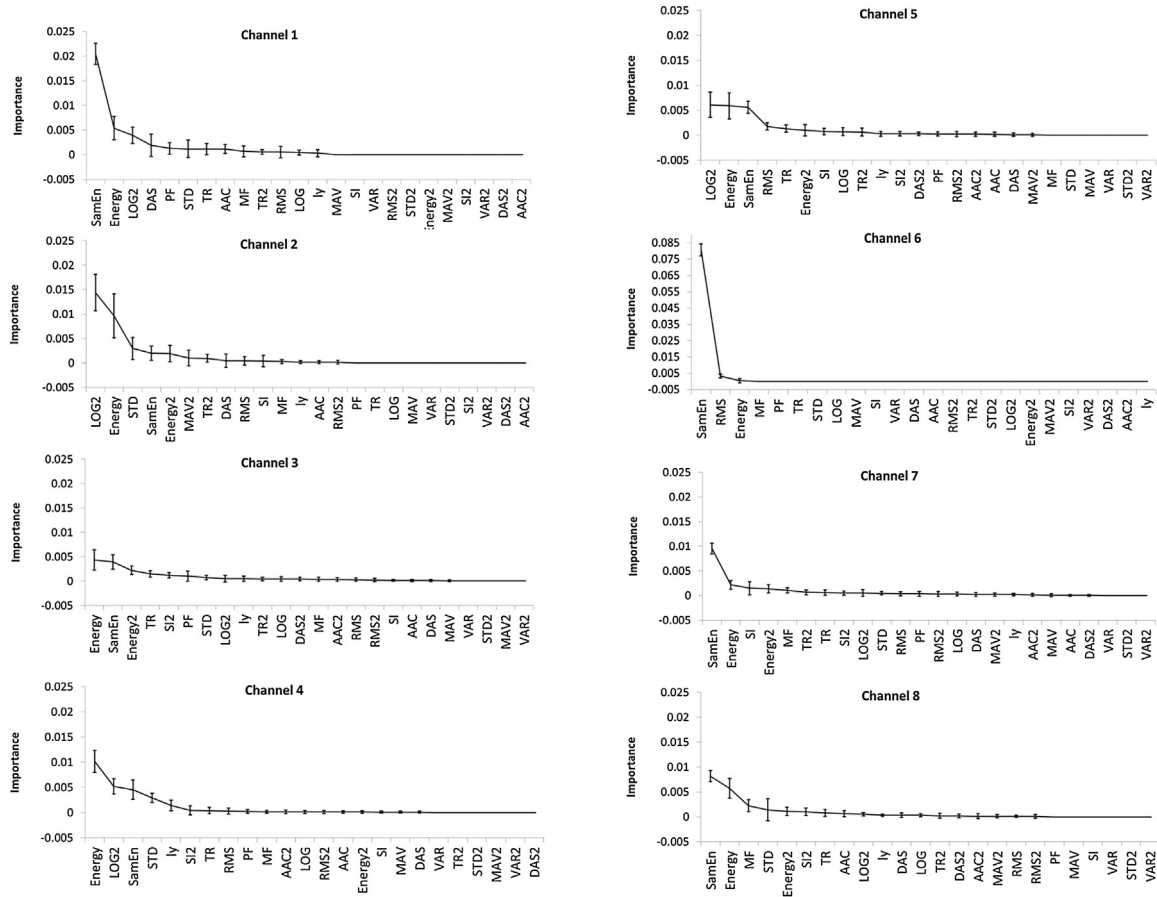 Channel 1
Importance
0.025
0.02
0.015
0.01
0.005
0
-0.005
SamEn Energy LOG2 DAS PF STD TR AAC MF TR2 RMS LOG Iy MAV SI VAR RMS2 STD2 Energy2 MAV2 SI2 VAR2 DAS2 AAC2
Channel 2
Importance
0.025
0.02
0.015
0.01
0.005
0
-0.005
LOG2 Energy STD SamEn Energy2 MAV2 TR2 DAS RMS SI MF Iy AAC RMS2 PF TR LOG MAV VAR STD2 SI2 VAR2 DAS2 AAC2
Channel 3
Importance
0.025
0.02
0.015
0.01
0.005
0
-0.005
Energy SamEn Energy2 TR SI2 PF STD LOG2 Iy TR2 LOG DAS2 MF AAC2 RMS RMS2 SI AAC DAS MAV VAR STD2 MAV2 VAR2
Channel 4
Importance
0.025
0.02
0.015
0.01
0.005
0
-0.005
Energy LOG2 SamEn STD Iy SI2 TR RMS PF MF AAC2 LOG RMS2 AAC Energy2 SI MAV DAS VAR TR2 STD2 MAV2 VAR2 DAS2
Channel 5
Importance
0.025
0.02
0.015
0.01
0.005
0
-0.005
LOG2 Energy SamEn RMS TR Energy2 SI LOG TR2 Iy SI2 DAS2 PF RMS2 AAC2 AAC DAS MAV2 MF STD MAV VAR STD2 VAR2
Channel 6
Importance
0.085
0.075
0.065
0.055
0.045
0.035
0.025
0.015
0.005
-0.005
SamEn RMS Energy MF PF TR STD LOG MAV SI VAR DAS AAC RMS2 TR2 STD2 LOG2 Energy2 MAV2 SI2 VAR2 DAS2 AAC2 Iy
Channel 7
Importance
0.025
0.02
0.015
0.01
0.005
0
-0.005
SamEn Energy SI Energy2 MF TR2 TR SI2 LOG2 STD RMS PF RMS2 LOG DAS MAV2 Iy AAC2 MAV AAC DAS2 VAR STD2 VAR2
Channel 8
Importance
0.025
0.02
0.015
0.01
0.005
0
-0.005
SamEn Energy MF STD Energy2 SI2 TR AAC LOG2 Iy DAS LOG TR2 DAS2 AAC2 MAV2 RMS RMS2 PF MAV SI VAR STD2 VAR2